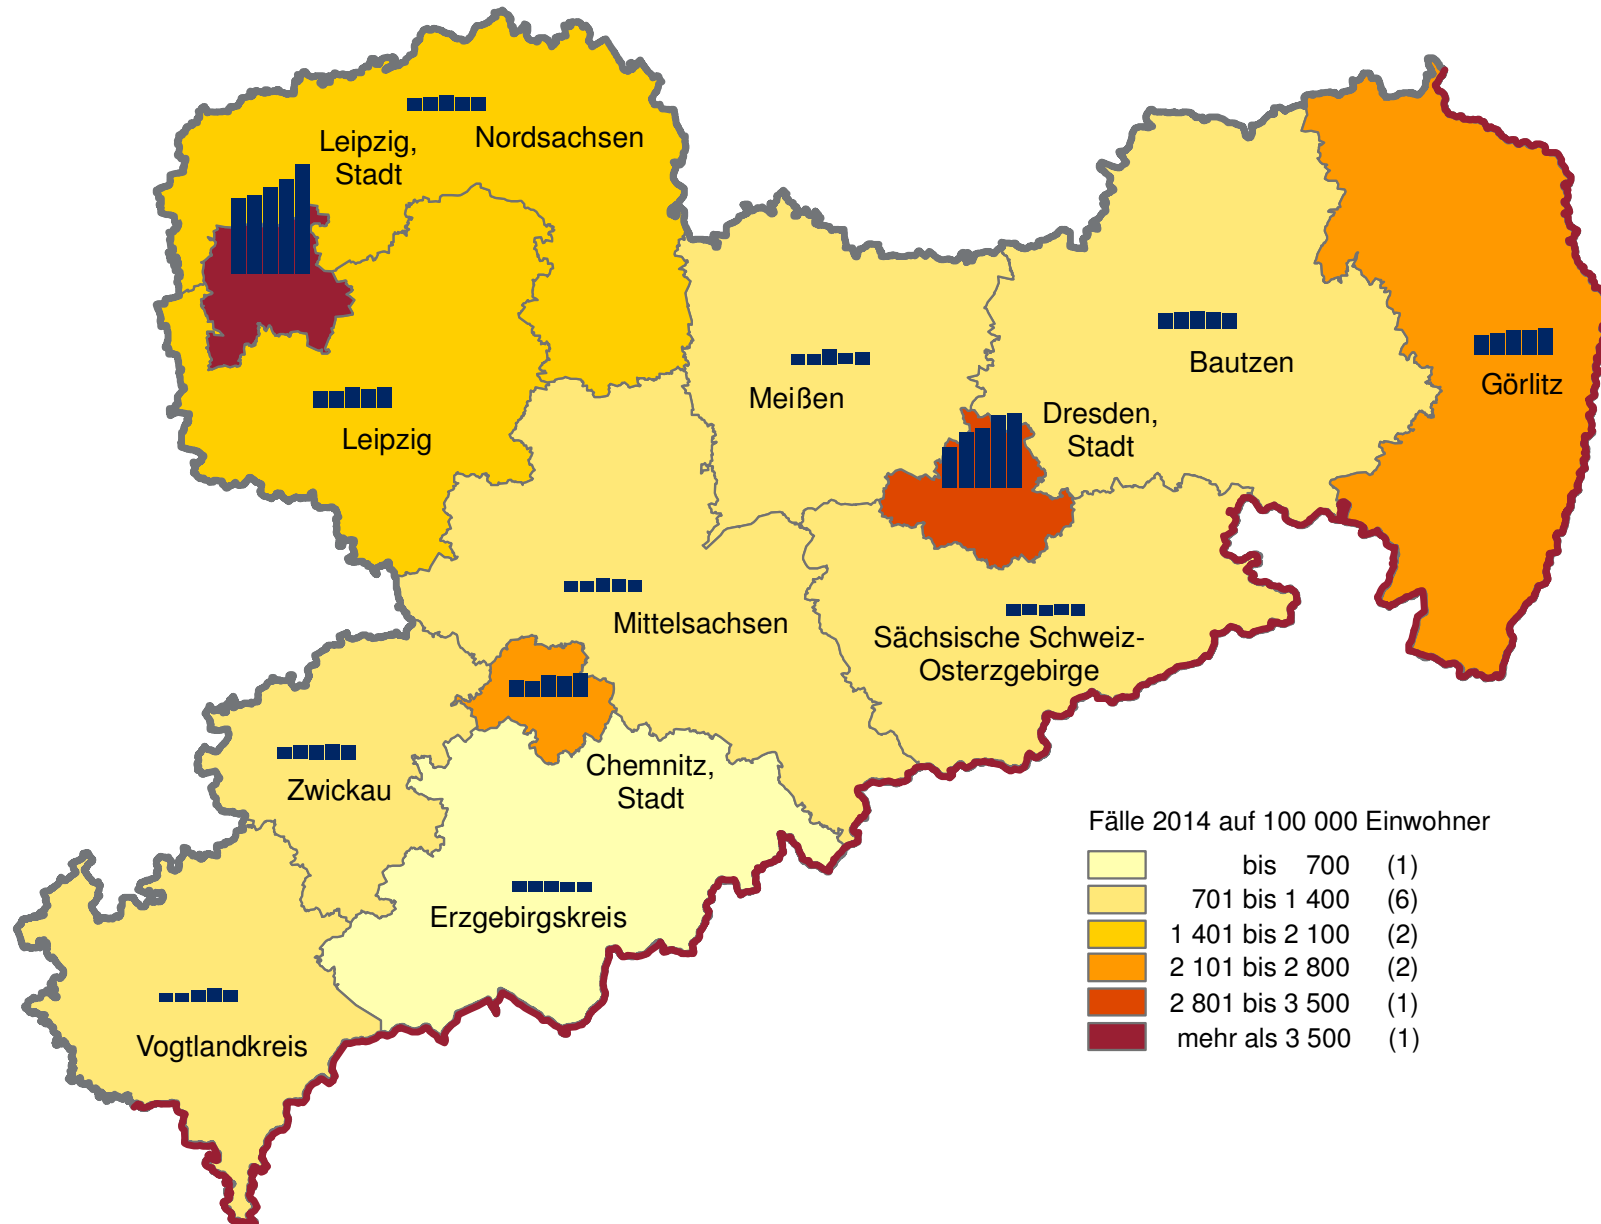 Leipzig,
Stadt
Nordsachsen
Leipzig
Meißen
Bautzen
Görlitz
Dresden,
Stadt
Mittelsachsen
Sächsische Schweiz-
Osterzgebirge
Chemnitz,
Stadt
Zwickau
Erzgebirgskreis
Vogtlandkreis
Fälle 2014 auf 100 000 Einwohner
bis 700 (1)
701 bis 1 400 (6)
1 401 bis 2 100 (2)
2 101 bis 2 800 (2)
2 801 bis 3 500 (1)
mehr als 3 500 (1)